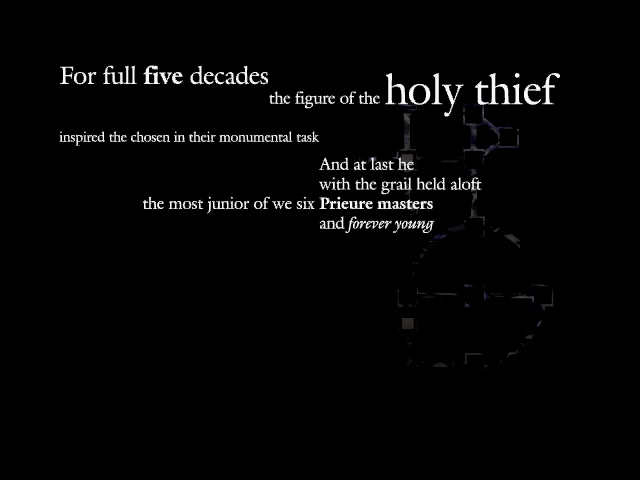 For full five decades
the figure of the holy thief
inspired the chosen in their monumental task
And at last he
with the grail held aloft
the most junior of we six Prieure masters
and forever young